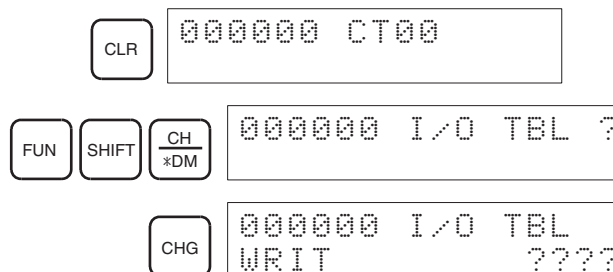 CLR
000000 CT00
FUN SHIFT CH
*DM
000000 I/O TBL ?
CHG
000000 I/O TBL
WRIT ????